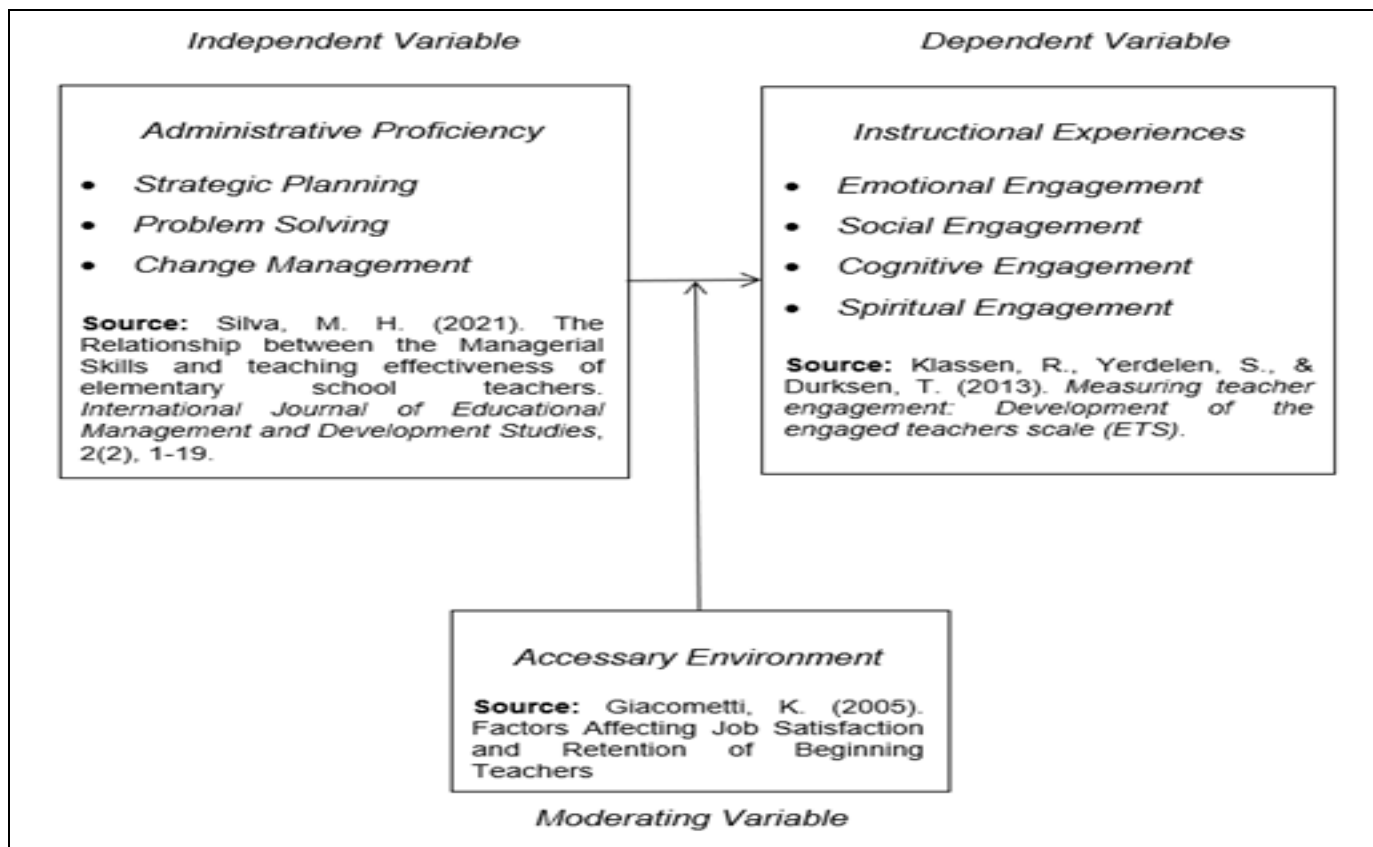 Independent Variable
Dependent Variable
Administrative Proficiency
• Strategic Planning
• Problem Solving
• Change Management
Source: Silva, M. H. (2021). The
Relationship between the Managerial
Skills and teaching effectiveness of
elementary school teachers.
International Journal of Educational
Management and Development Studies,
2(2), 1-19.
Instructional Experiences
• Emotional Engagement
• Social Engagement
• Cognitive Engagement
• Spiritual Engagement
Source: Klassen, R., Yerdelen, S., &
Durksen, T. (2013). Measuring teacher
engagement: Development of the
engaged teachers scale (ETS).
Accessary Environment
Source: Giacometti, K. (2005).
Factors Affecting Job Satisfaction
and Retention of Beginning
Teachers
Moderating Variable